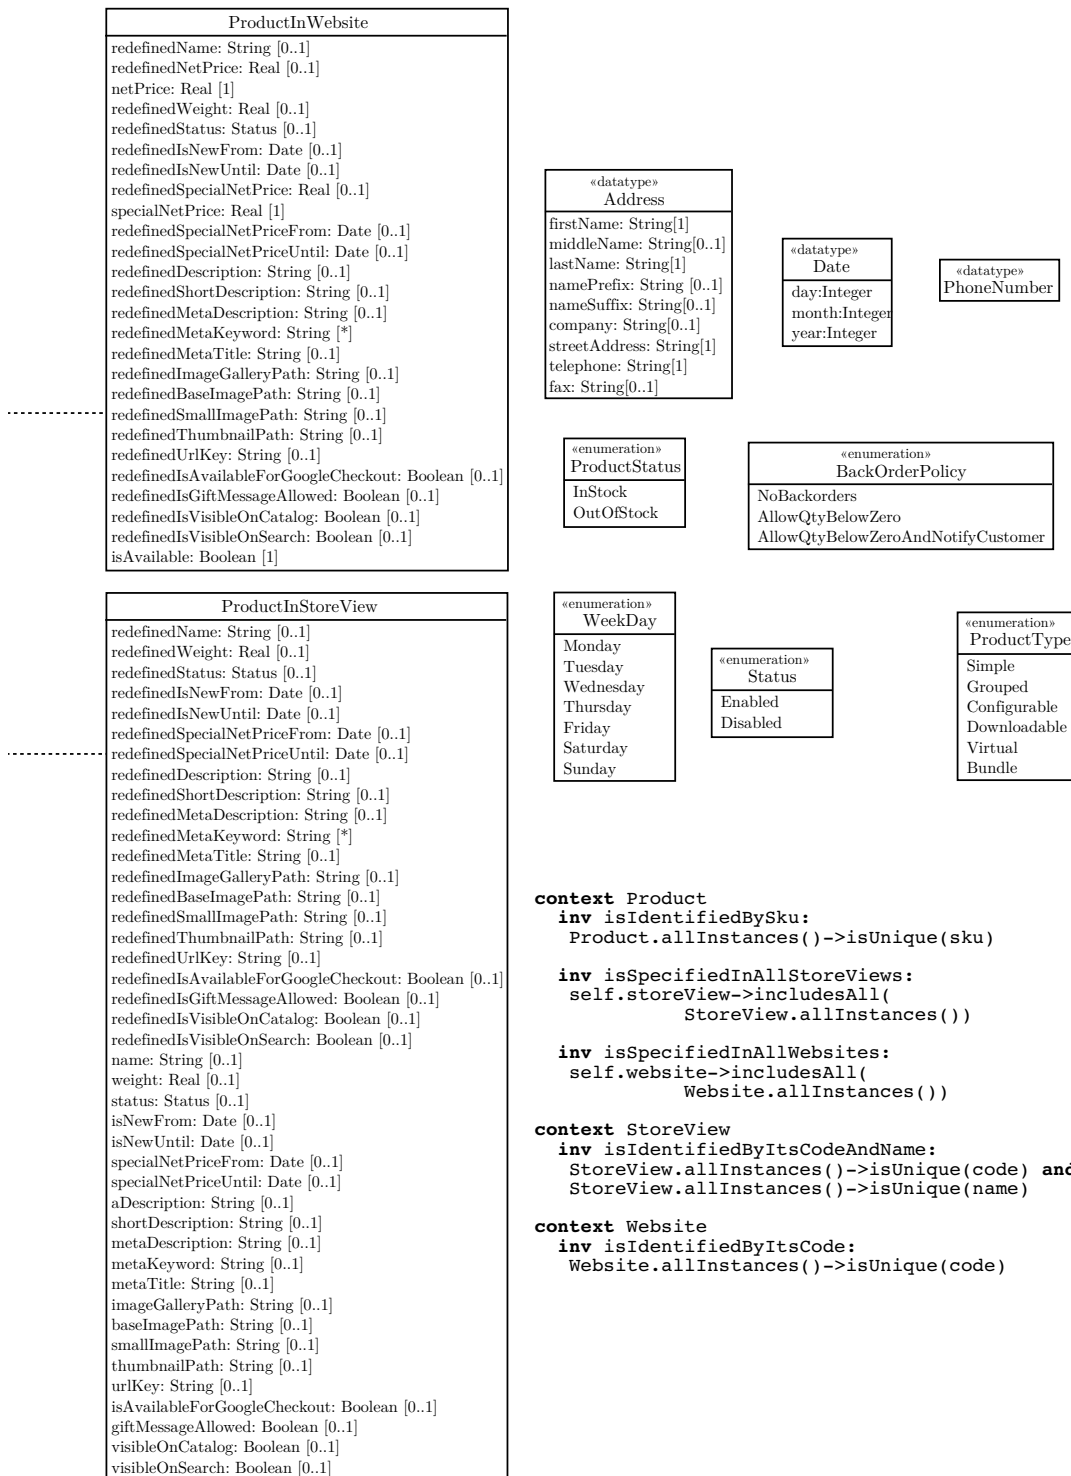 ProductInWebsite
redefinedName: String [0..1]
redefinedNetPrice: Real [0..1]
netPrice: Real [1]
redefinedWeight: Real [0..1]
redefinedStatus: Status [0..1]
redefinedIsNewFrom: Date [0..1]
redefinedIsNewUntil: Date [0..1]
redefinedSpecialNetPrice: Real [0..1]
specialNetPrice: Real [1]
redefinedSpecialNetPriceFrom: Date [0..1]
redefinedSpecialNetPriceUntil: Date [0..1]
redefinedDescription: String [0..1]
redefinedShortDescription: String [0..1]
redefinedMetaDescription: String [0..1]
redefinedMetaKeyword: String [*]
redefinedMetaTitle: String [0..1]
redefinedImageGalleryPath: String [0..1]
redefinedBaseImagePath: String [0..1]
redefinedSmallImagePath: String [0..1]
redefinedThumbnailPath: String [0..1]
redefinedUrlKey: String [0..1]
redefinedIsAvailableForGoogleCheckout: Boolean [0..1]
redefinedIsGiftMessageAllowed: Boolean [0..1]
redefinedIsVisibleOnCatalog: Boolean [0..1]
redefinedIsVisibleOnSearch: Boolean [0..1]
isAvailable: Boolean [1]
«datatype»
Address
firstName: String[1]
middleName: String[0..1]
lastName: String[1]
namePrefix: String [0..1]
nameSuffix: String[0..1]
company: String[0..1]
streetAddress: String[1]
telephone: String[1]
fax: String[0..1]
«datatype»
Date
day:Integer
month:Integer
year:Integer
«datatype»
PhoneNumber
«enumeration»
ProductStatus
InStock
OutOfStock
«enumeration»
BackOrderPolicy
NoBackorders
AllowQtyBelowZero
AllowQtyBelowZeroAndNotifyCustomer
ProductInStoreView
redefinedName: String [0..1]
redefinedWeight: Real [0..1]
redefinedStatus: Status [0..1]
redefinedIsNewFrom: Date [0..1]
redefinedIsNewUntil: Date [0..1]
redefinedSpecialNetPriceFrom: Date [0..1]
redefinedSpecialNetPriceUntil: Date [0..1]
redefinedDescription: String [0..1]
redefinedShortDescription: String [0..1]
redefinedMetaDescription: String [0..1]
redefinedMetaKeyword: String [*]
redefinedMetaTitle: String [0..1]
redefinedImageGalleryPath: String [0..1]
redefinedBaseImagePath: String [0..1]
redefinedSmallImagePath: String [0..1]
redefinedThumbnailPath: String [0..1]
redefinedUrlKey: String [0..1]
redefinedIsAvailableForGoogleCheckout: Boolean [0..1]
redefinedIsGiftMessageAllowed: Boolean [0..1]
redefinedIsVisibleOnCatalog: Boolean [0..1]
redefinedIsVisibleOnSearch: Boolean [0..1]
name: String [0..1]
weight: Real [0..1]
status: Status [0..1]
isNewFrom: Date [0..1]
isNewUntil: Date [0..1]
specialNetPriceFrom: Date [0..1]
specialNetPriceUntil: Date [0..1]
aDescription: String [0..1]
shortDescription: String [0..1]
metaDescription: String [0..1]
metaKeyword: String [0..1]
metaTitle: String [0..1]
imageGalleryPath: String [0..1]
baseImagePath: String [0..1]
smallImagePath: String [0..1]
thumbnailPath: String [0..1]
urlKey: String [0..1]
isAvailableForGoogleCheckout: Boolean [0..1]
giftMessageAllowed: Boolean [0..1]
visibleOnCatalog: Boolean [0..1]
visibleOnSearch: Boolean [0..1]
«enumeration»
WeekDay
Monday
Tuesday
Wednesday
Thursday
Friday
Saturday
Sunday
«enumeration»
Status
Enabled
Disabled
«enumeration»
ProductType
Simple
Grouped
Configurable
Downloadable
Virtual
Bundle
context Product
inv isIdentifiedBySku:
Product.allInstances()->isUnique(sku)
inv isSpecifiedInAllStoreViews:
self.storeView->includesAll(
StoreView.allInstances())
inv isSpecifiedInAllWebsites:
self.website->includesAll(
Website.allInstances())
context StoreView
inv isIdentifiedByItsCodeAndName:
StoreView.allInstances()->isUnique(code) and
StoreView.allInstances()->isUnique(name)
context Website
inv isIdentifiedByItsCode:
Website.allInstances()->isUnique(code)